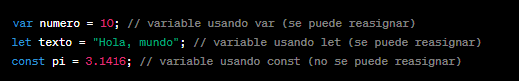 var numero = 10; // variable usando var (se puede reasignar)
let texto = "Hola, mundo"; // variable usando let (se puede reasignar)
const pi = 3.1416; // variable usando const (no se puede reasignar)